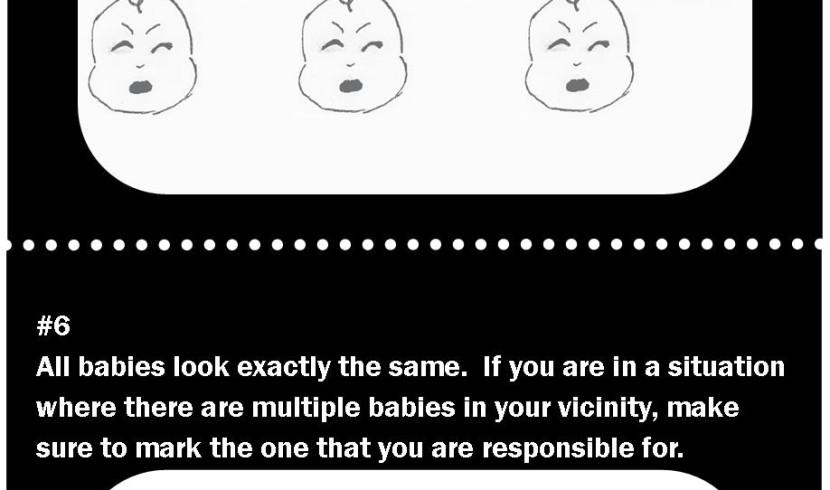 #6
All babies look exactly the same.  If you are in a situation
where there are multiple babies in your vicinity, make
sure to mark the one that you are responsible for.